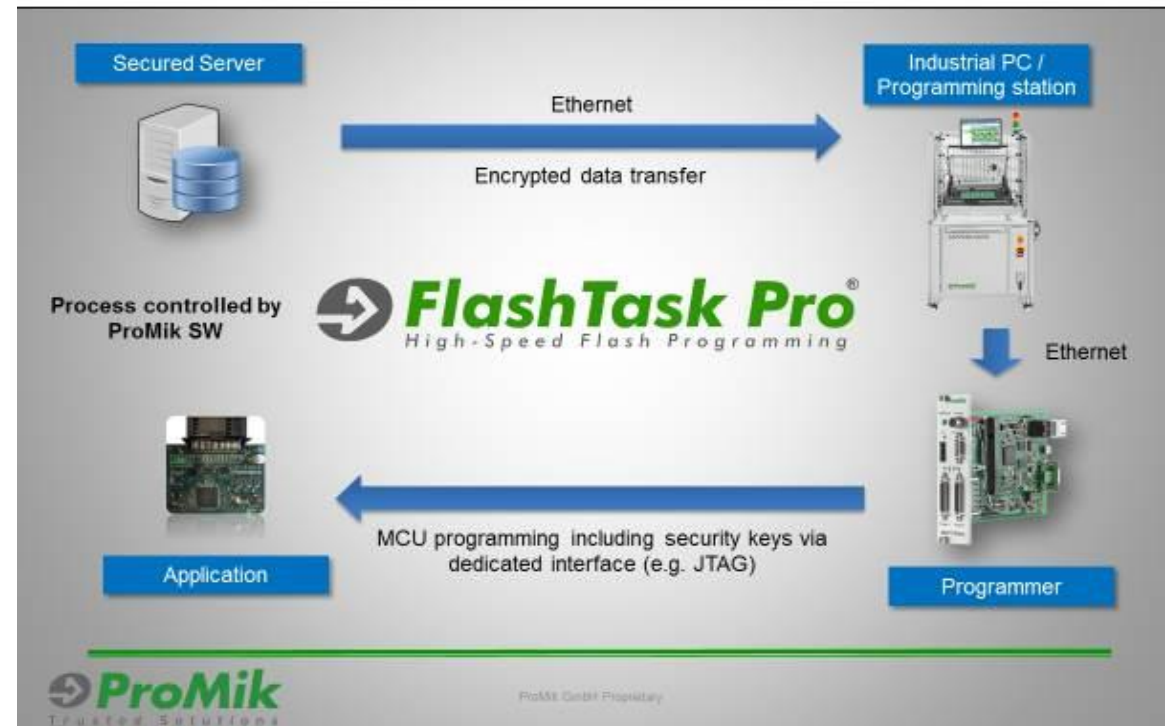 Secured Server
Industrial PC /
Programming station
Ethernet
Encrypted data transfer
Process controlled by
ProMik SW
FlashTask Pro®
High-Speed Flash Programming
Ethernet
MCU programming including security keys via
dedicated interface (e.g. JTAG)
Application
Programmer
ProMik
Trusted Solutions
ProMik GmbH Proprietary